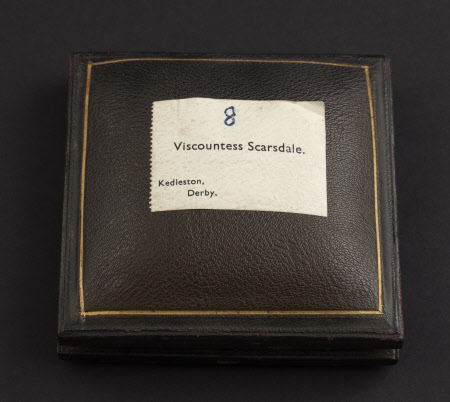 8
Viscountess Scarsdale.
Kedleston,
Derby.